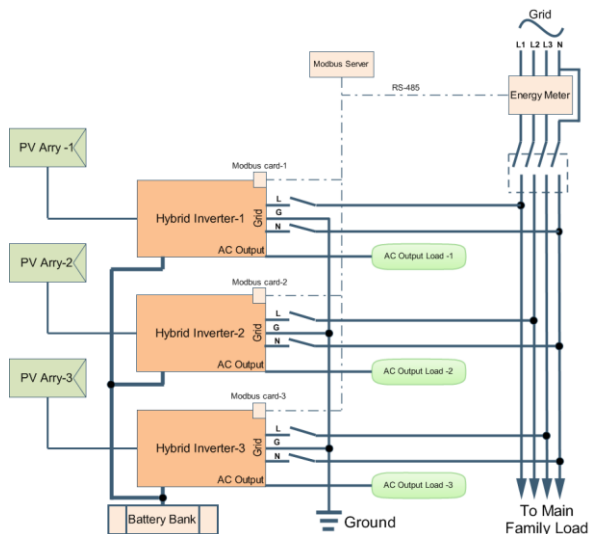 Grid
L1 L2 L3 N
Modbus Server
RS-485
Energy Meter
PV Arry -1
Modbus card-1
Hybrid Inverter-1
Grid
L
G
N
AC Output
AC Output Load -1
PV Arry-2
Modbus card-2
Hybrid Inverter-2
Grid
L
G
N
AC Output
AC Output Load -2
PV Arry-3
Modbus card-3
Hybrid Inverter-3
Grid
L
G
N
AC Output
AC Output Load -3
Battery Bank
Ground
To Main
Family Load